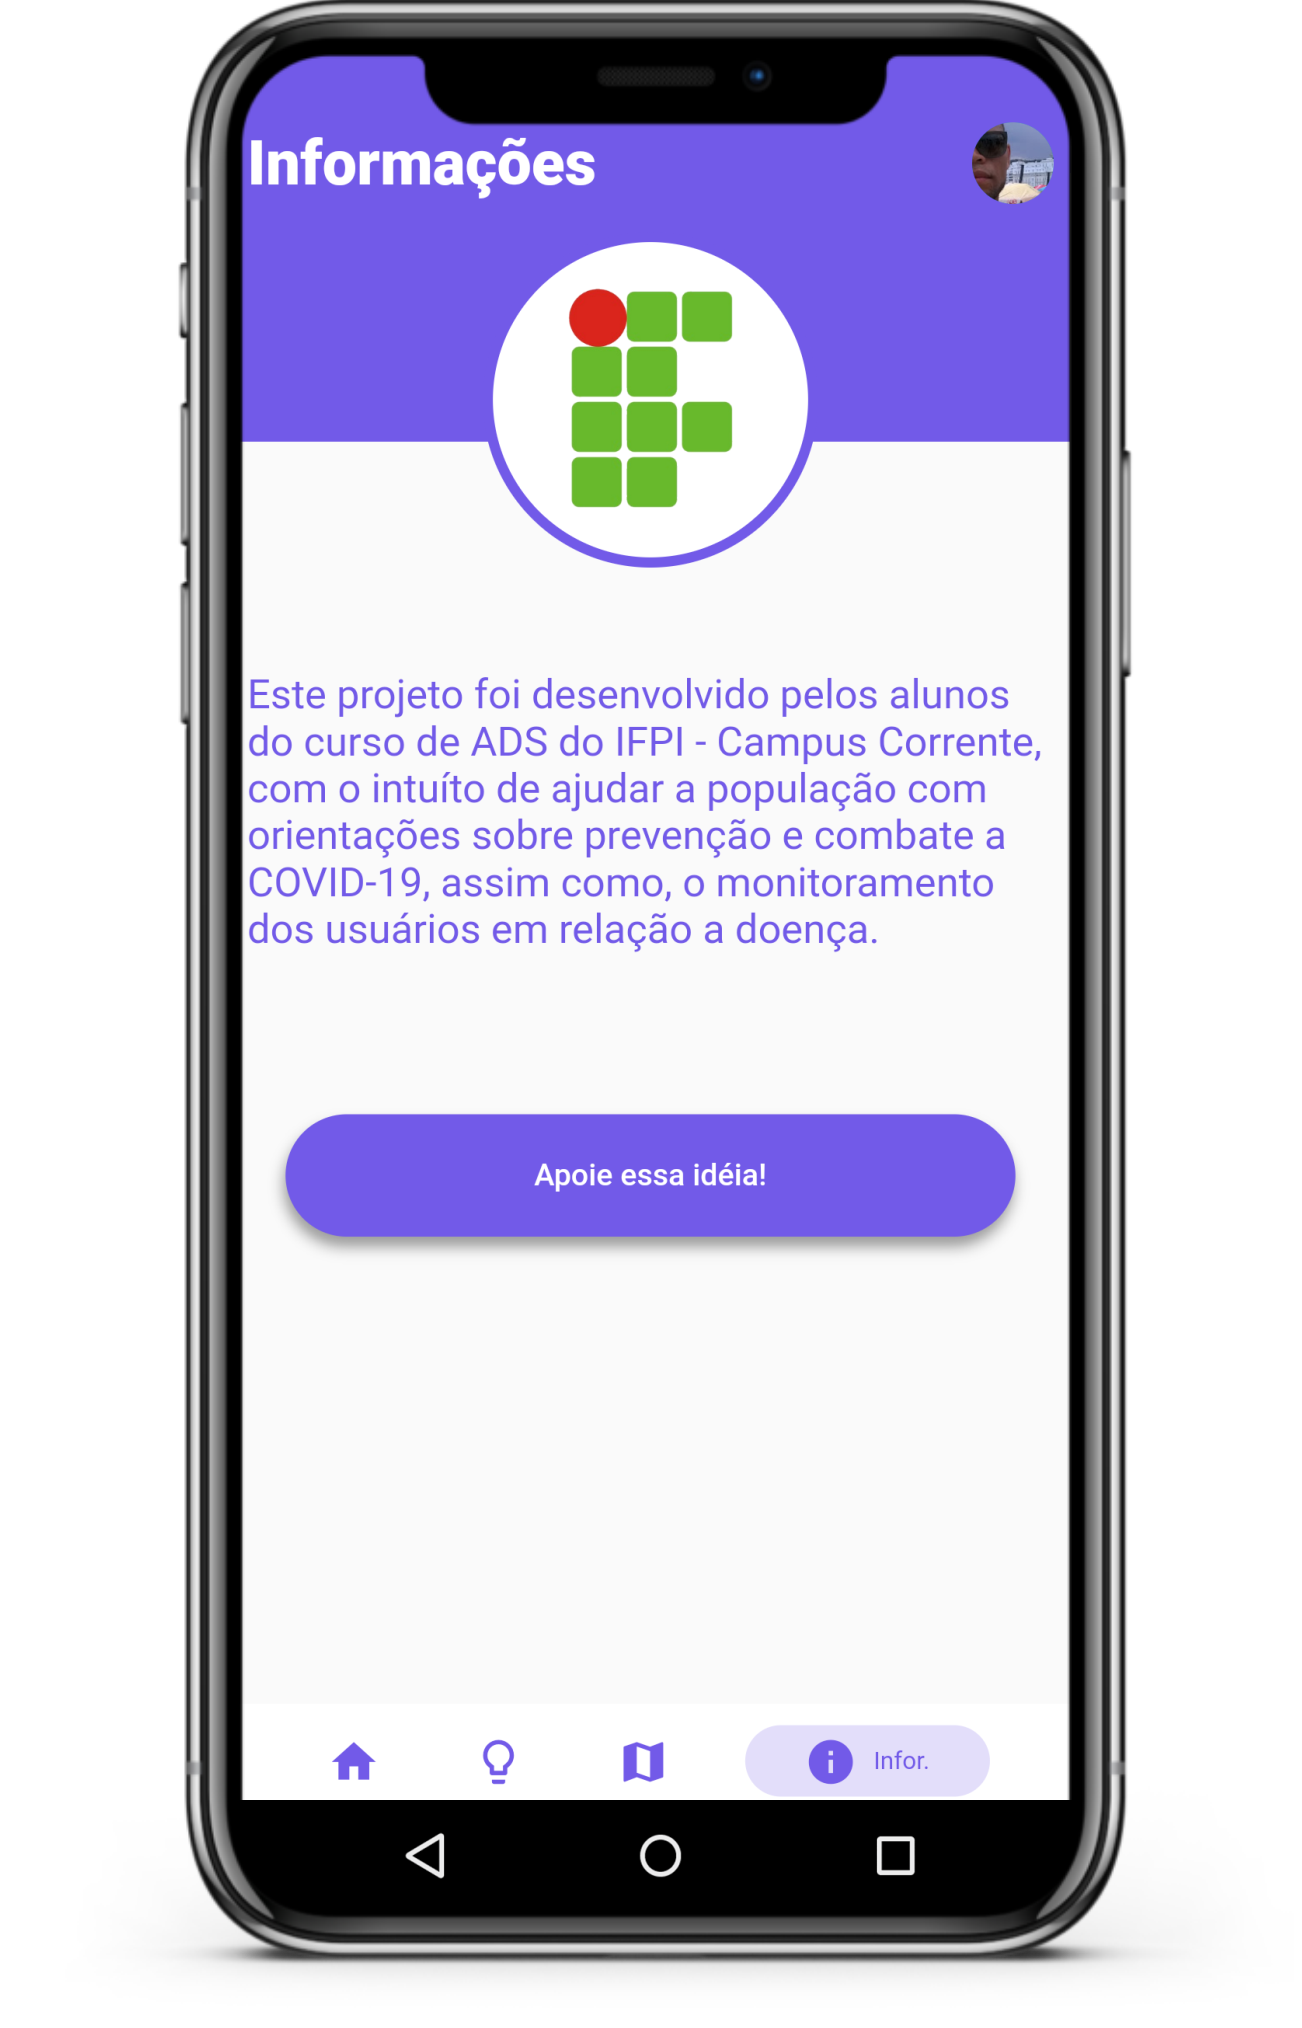 Informações
Este projeto foi desenvolvido pelos alunos
do curso de ADS do IFPI - Campus Corrente,
com o intuíto de ajudar a população com
orientações sobre prevenção e combate a
COVID-19, assim como, o monitoramento
dos usuários em relação a doença.
Apoie essa idéia!
Infor.